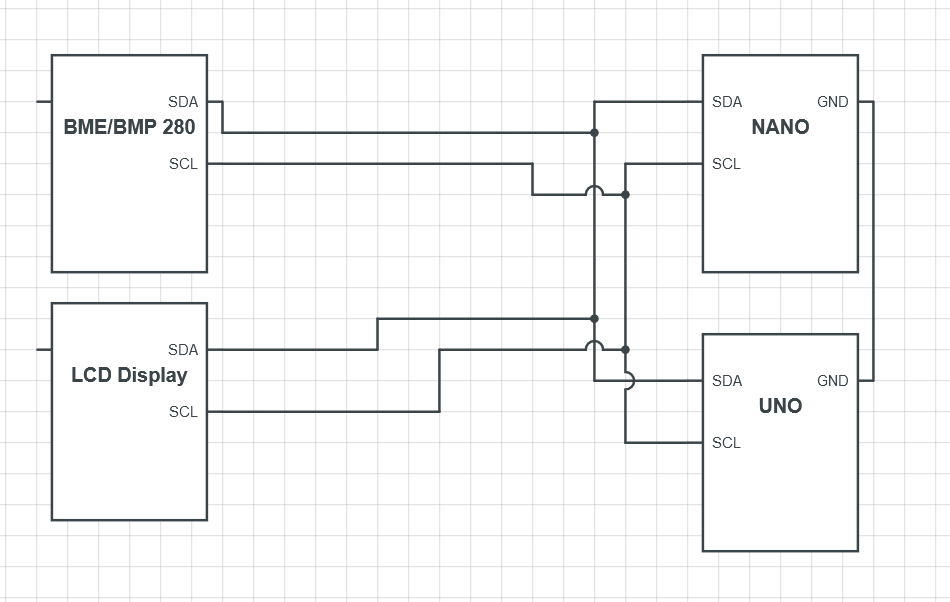 SDA
BME/BMP 280
SCL
SDA
GND
NANO
SCL
SDA
LCD Display
SCL
SDA
GND
UNO
SCL